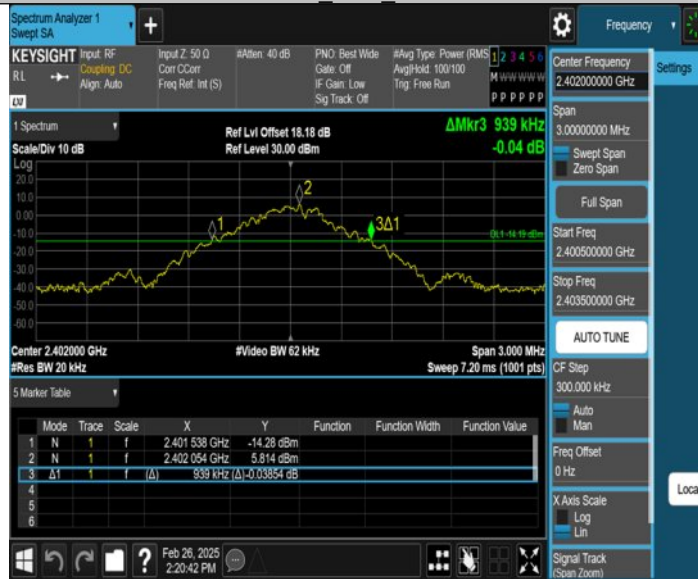 Spectrum Analyzer 1
Swept SA
+
Frequency
KEYSIGHT Input: RF Input Z: 50 Ω #Atten: 40 dB PNO: Best Wide #Avg Type: Power (RMS 1 2 3 4 5 6
RL Coupling: DC Corr CCorr Gate: Off Avg|Hold: 100/100 M W W W W W
Align: Auto Freq Ref: Int (S) IF Gain: Low Trig: Free Run
Sig Track: Off P P P P P P
LXI
1 Spectrum
Ref Lvl Offset 18.18 dB ΔMkr3 939 kHz
Scale/Div 10 dB Ref Level 30.00 dBm -0.04 dB
Log
20.0
10.0
0.00
-10.0
-20.0
-30.0
-40.0
-50.0
-60.0
1
2
3Δ1
DL1 -14.19 dBm
Center 2.402000 GHz #Video BW 62 kHz Span 3.000 MHz
#Res BW 20 kHz Sweep 7.20 ms (1001 pts)
5 Marker Table
Mode Trace Scale X Y Function Function Width Function Value
1 N 1 f 2.401 538 GHz -14.28 dBm
2 N 1 f 2.402 054 GHz 5.814 dBm
3 Δ1 1 f (Δ) 939 kHz (Δ) -0.03854 dB
4
5
6
? Feb 26, 2025
2:20:42 PM
Center Frequency
2.402000000 GHz
Span
3.00000000 MHz
Swept Span
Zero Span
Full Span
Start Freq
2.400500000 GHz
Stop Freq
2.403500000 GHz
AUTO TUNE
CF Step
300.000 kHz
Auto
Man
Freq Offset
0 Hz
X Axis Scale
Log
Lin
Signal Track
(Span Zoom)
Settings
Loca